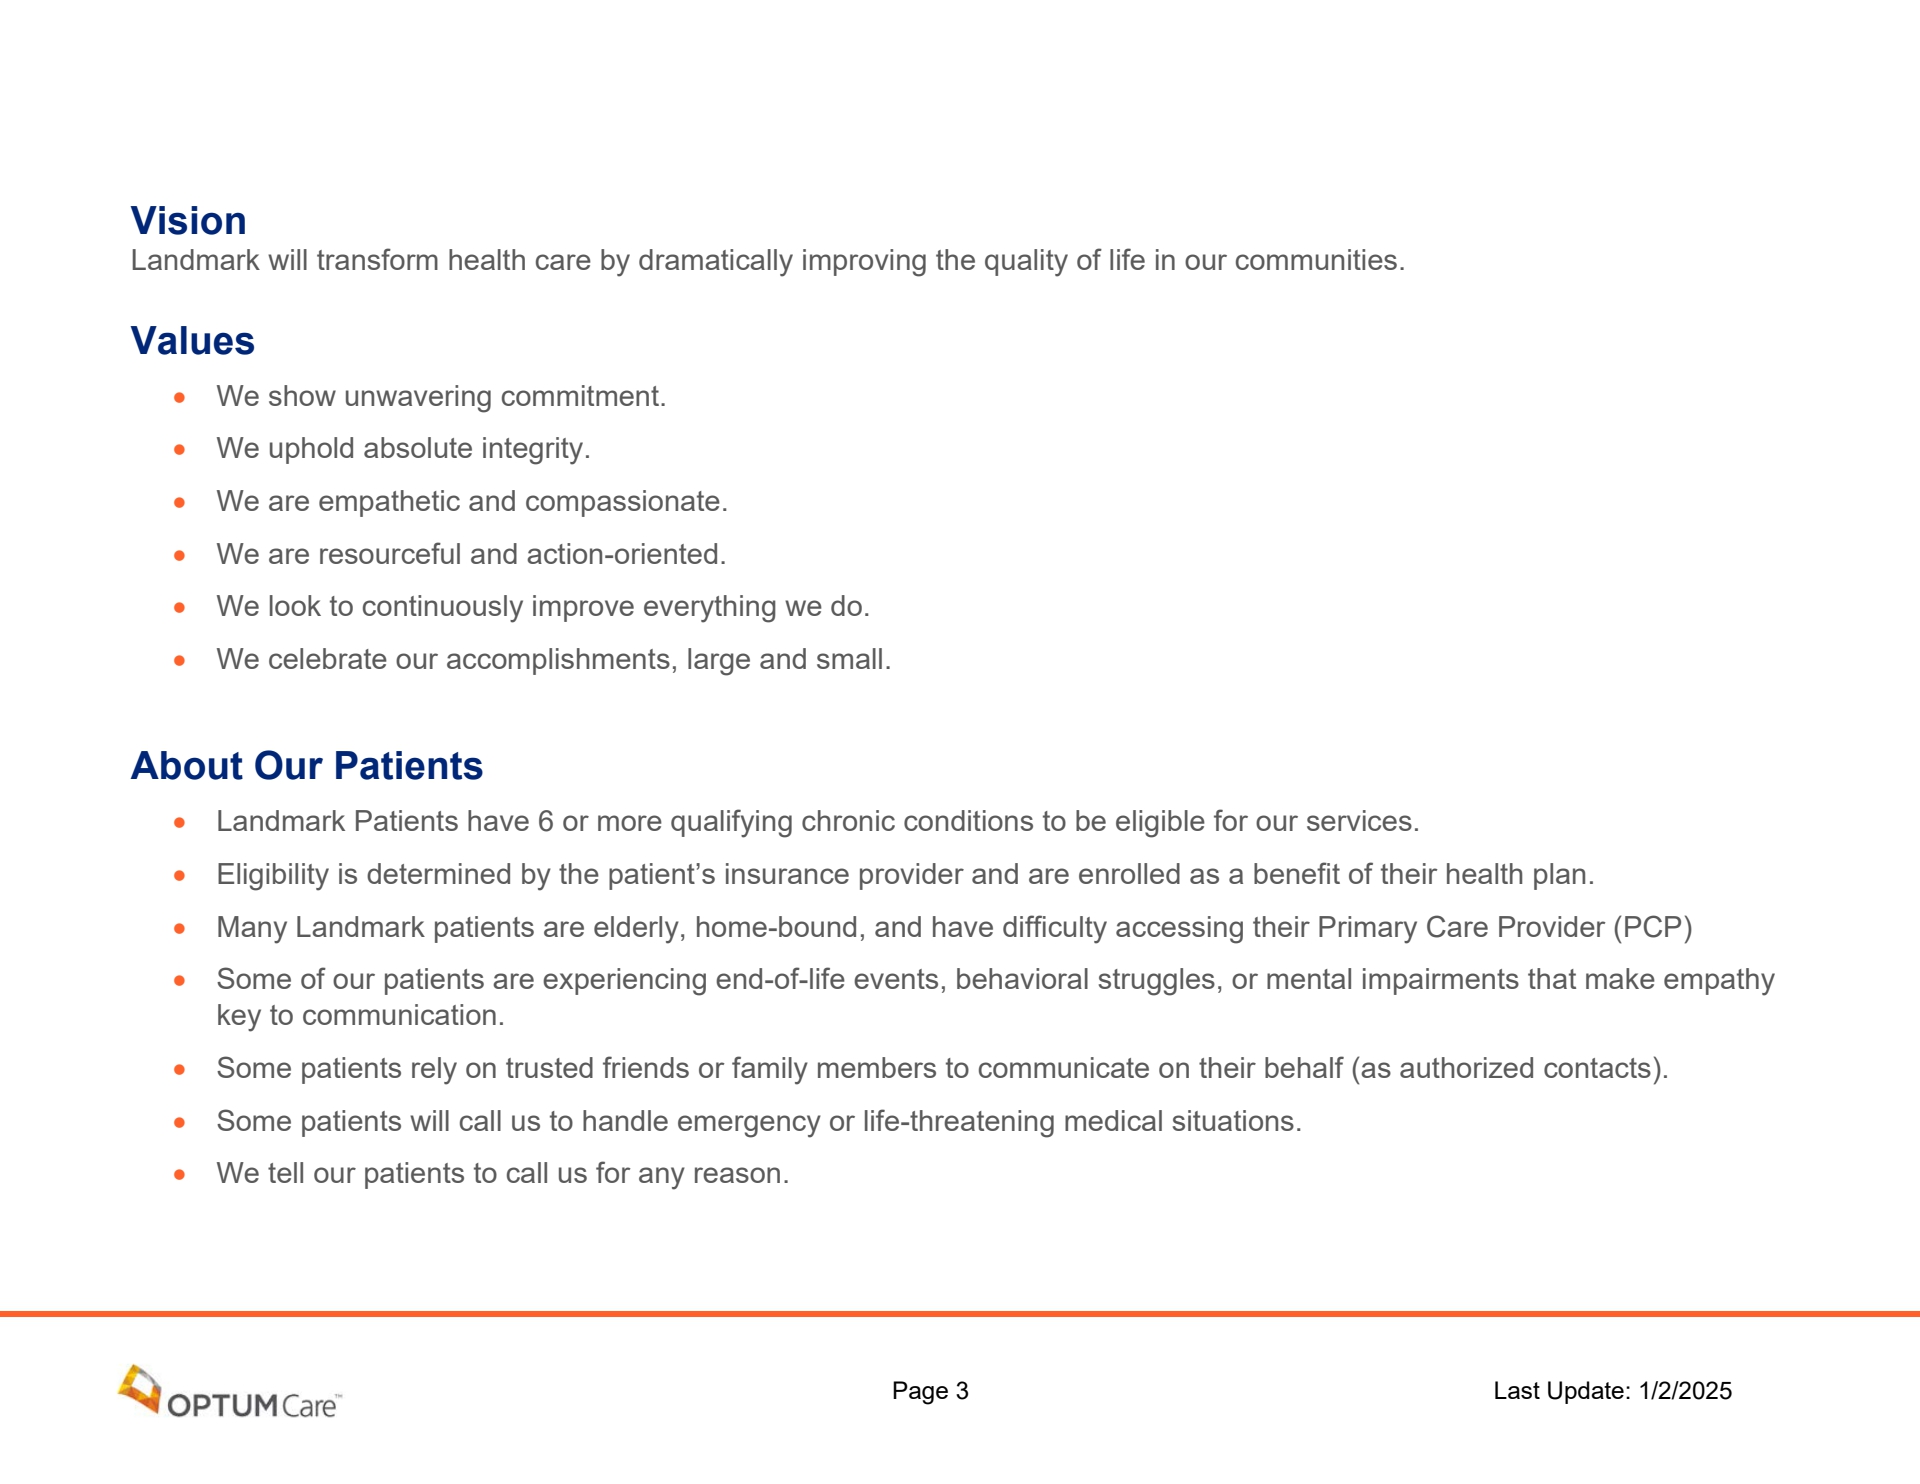 Vision
Landmark will transform health care by dramatically improving the quality of life in our communities.
Values
• We show unwavering commitment.
• We uphold absolute integrity.
• We are empathetic and compassionate.
• We are resourceful and action-oriented.
• We look to continuously improve everything we do.
• We celebrate our accomplishments, large and small.
About Our Patients
• Landmark Patients have 6 or more qualifying chronic conditions to be eligible for our services.
• Eligibility is determined by the patient’s insurance provider and are enrolled as a benefit of their health plan.
• Many Landmark patients are elderly, home-bound, and have difficulty accessing their Primary Care Provider (PCP)
• Some of our patients are experiencing end-of-life events, behavioral struggles, or mental impairments that make empathy
key to communication.
• Some patients rely on trusted friends or family members to communicate on their behalf (as authorized contacts).
• Some patients will call us to handle emergency or life-threatening medical situations.
• We tell our patients to call us for any reason.
OPTUM Care™
Page 3
Last Update: 1/2/2025